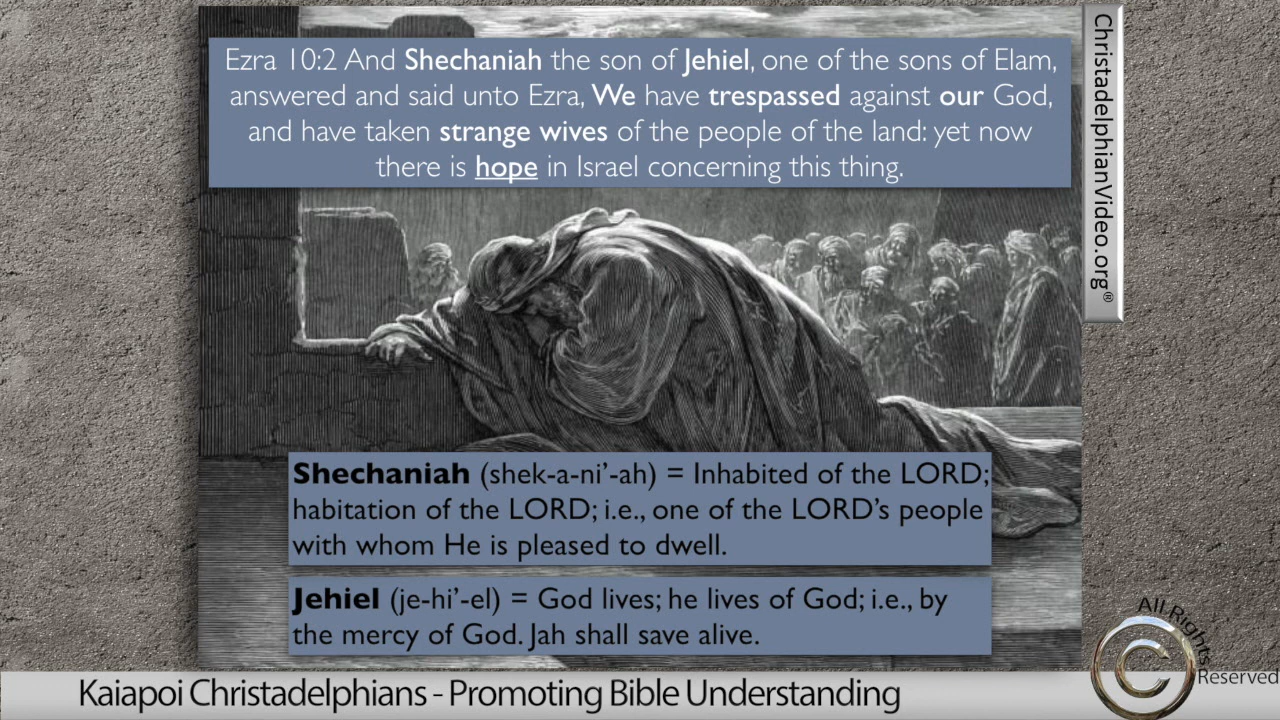 Ezra 10:2 And Shechaniah the son of Jehiel, one of the sons of Elam,
answered and said unto Ezra, We have trespassed against our God,
and have taken strange wives of the people of the land: yet now
there is hope in Israel concerning this thing.
Shechaniah (shek-a-ni’-ah) = Inhabited of the LORD;
habitation of the LORD; i.e., one of the LORD’s people
with whom He is pleased to dwell.
Jehiel (je-hi’-el) = God lives; he lives of God; i.e., by
the mercy of God. Jah shall save alive.
ChristadelphianVideo.org®
All Rights
C
Reserved
Kaiapoi Christadelphians - Promoting Bible Understanding